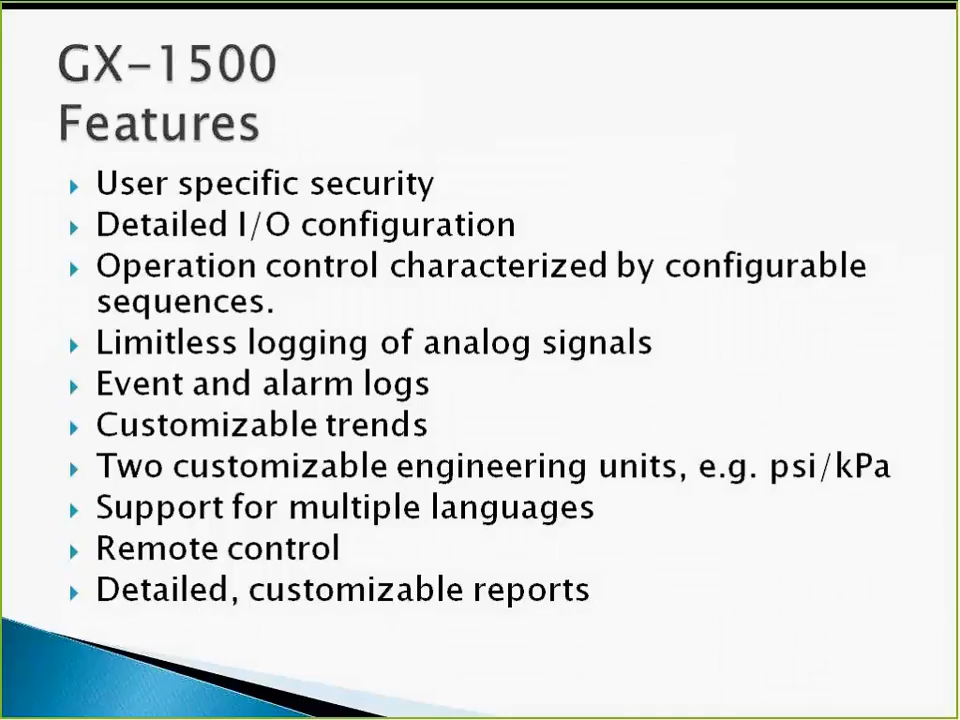 GX-1500
Features
User specific security
Detailed I/O configuration
Operation control characterized by configurable
sequences.
Limitless logging of analog signals
Event and alarm logs
Customizable trends
Two customizable engineering units, e.g. psi/kPa
Support for multiple languages
Remote control
Detailed, customizable reports